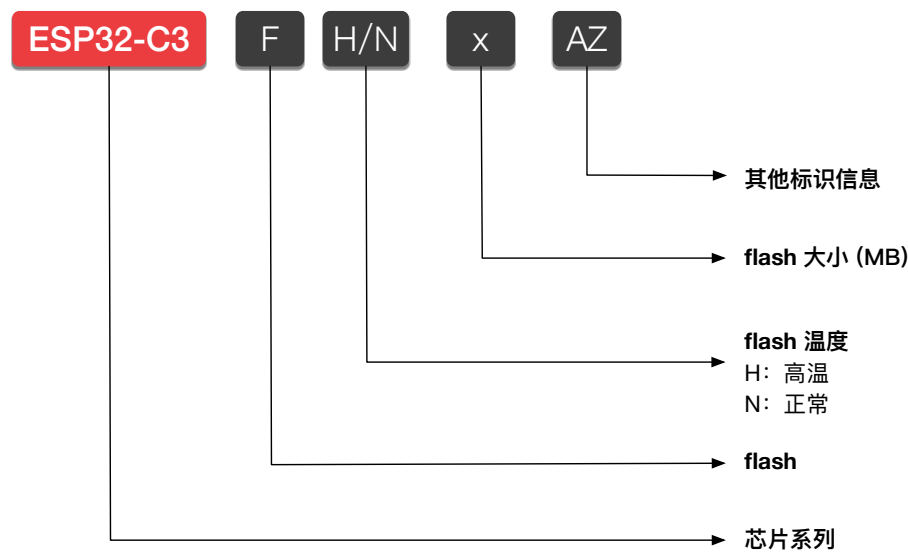 ESP32-C3 F H/N x AZ
其他标识信息
flash 大小 (MB)
flash 温度
H：高温
N：正常
flash
芯片系列